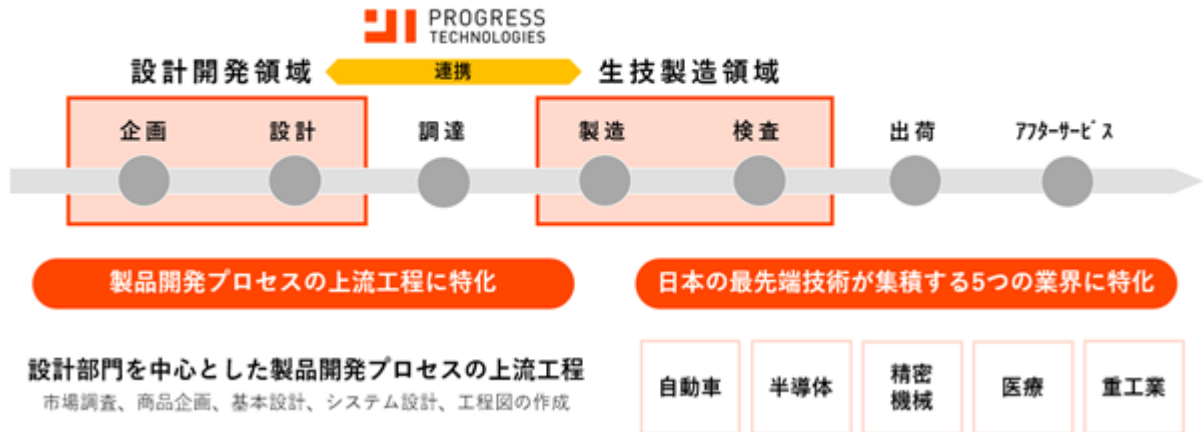 PROGRESS
TECHNOLOGIES
設計開発領域 連携 生技製造領域
企画 設計 調達 製造 検査 出荷 ｱﾌﾀｰｻｰﾋﾞｽ
製品開発プロセスの上流工程に特化
日本の最先端技術が集積する5つの業界に特化
設計部門を中心とした製品開発プロセスの上流工程
市場調査、商品企画、基本設計、システム設計、工程図の作成
自動車 半導体 精密
機械 医療 重工業